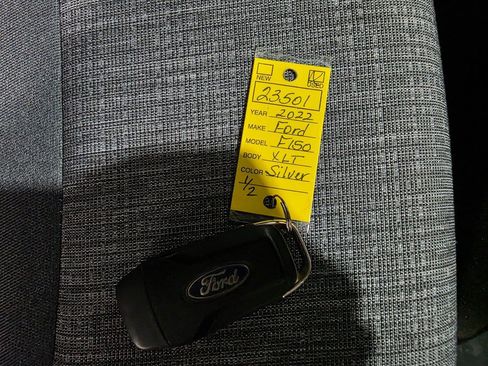 NEW USED
23501
YEAR 2022
MAKE Ford
MODEL F150
BODY XLT
COLOR Silver
1/2
Ford